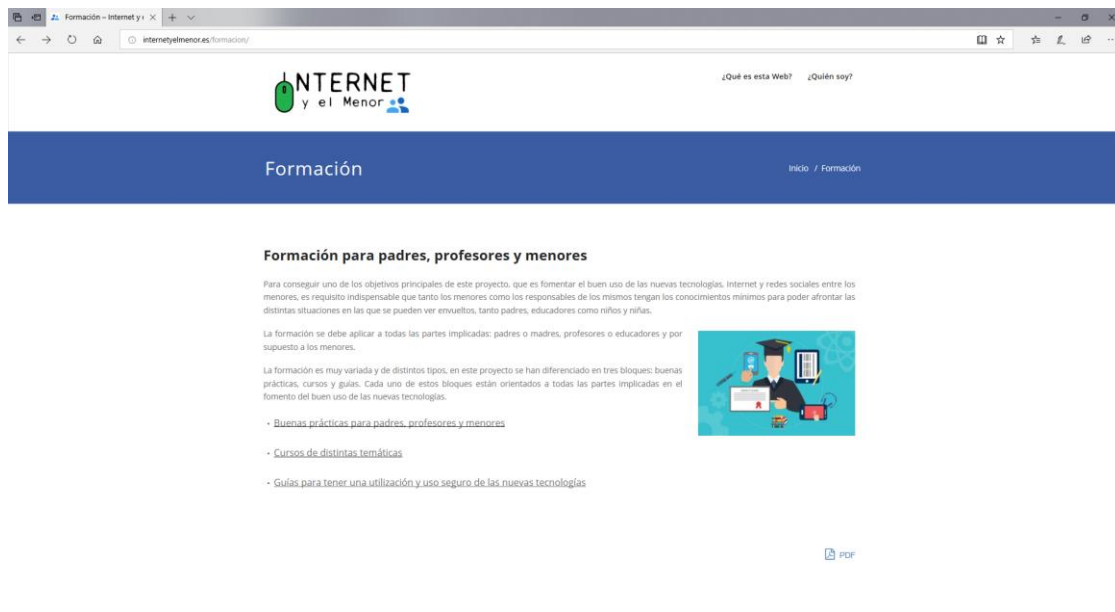 Formación – Internet y
internetyelmenor.es/formacion/
INTERNET
y el Menor
¿Qué es esta Web? ¿Quién soy?
Formación
Inicio / Formación
Formación para padres, profesores y menores
Para conseguir uno de los objetivos principales de este proyecto, que es fomentar el buen uso de las nuevas tecnologías, Internet y redes sociales entre los
menores, es requisito indispensable que tanto los menores como los responsables de los mismos tengan los conocimientos mínimos para poder afrontar las
distintas situaciones en las que se pueden ver envueltos, tanto padres, educadores como niños y niñas.
La formación se debe aplicar a todas las partes implicadas: padres o madres, profesores o educadores y por
supuesto a los menores.
La formación es muy variada y de distintos tipos, en este proyecto se han diferenciado en tres bloques: buenas
prácticas, cursos y guías. Cada uno de estos bloques están orientados a todas las partes implicadas en el
fomento del buen uso de las nuevas tecnologías.
• Buenas prácticas para padres, profesores y menores
• Cursos de distintas temáticas
• Guías para tener una utilización y uso seguro de las nuevas tecnologías
PDF